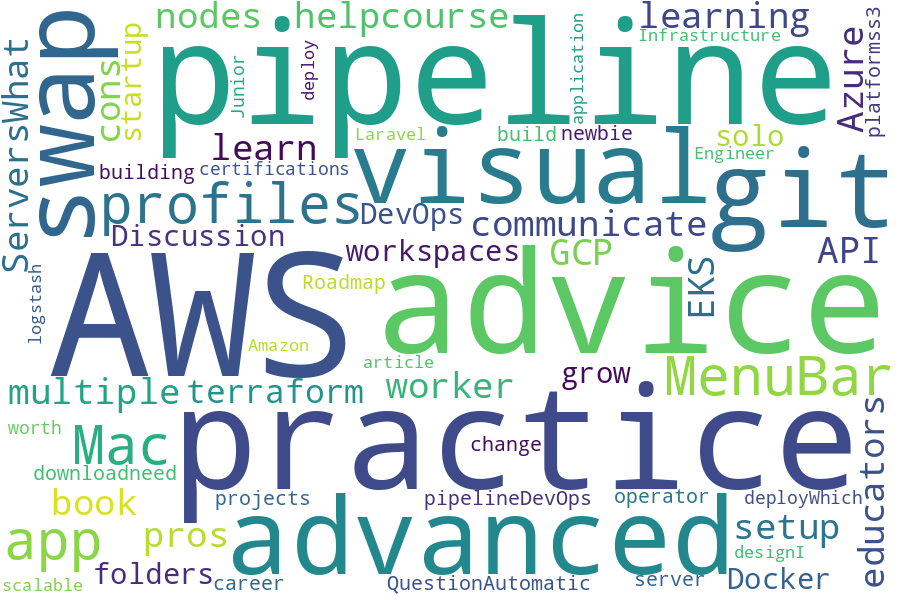 nodes
helpcourse
learning
Infrastructure
pipeline
swap
ServersWhat
cons
startup
Junior
deploy
application
Azure
platformsss3
Laravel
build
newbie
solo
Engineer
learn
building
certifications
visual
git
profiles
DevOps
communicate
Discussion
workspaces
GCP
API
EKS
logstash
AWS
Roadmap
advice
Amazon
article
grow
MenuBar
multiple
terraform
worker
practice
worth
Mac
change
downloadneed
educators
book
projects
pipelineDevOps
operator
deployWhich
advanced
app
pros
setup
designI
scalable
folders
career
QuestionAutomatic
server
Docker